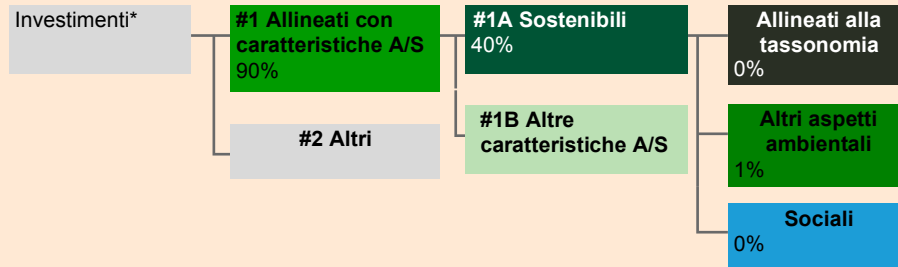 Investimenti*
#1 Allineati con
caratteristiche A/S
90%
#2 Altri
#1A Sostenibili
40%
#1B Altre
caratteristiche A/S
Allineati alla
tassonomia
0%
Altri aspetti
ambientali
1%
Sociali
0%